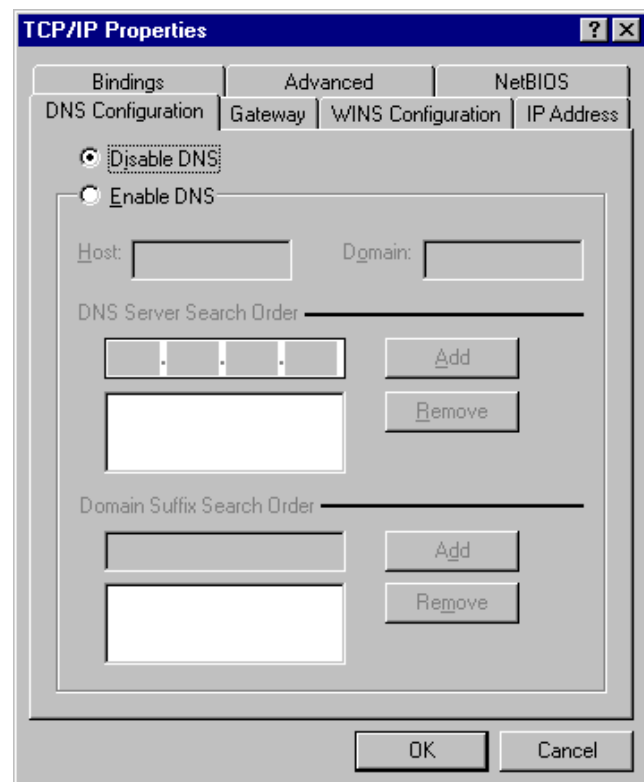 TCP/IP Properties
Bindings Advanced NetBIOS
DNS Configuration Gateway WINS Configuration IP Address
Disable DNS
Enable DNS
Host: Domain:
DNS Server Search Order
. . .
Add
Remove
Domain Suffix Search Order
Add
Remove
OK Cancel